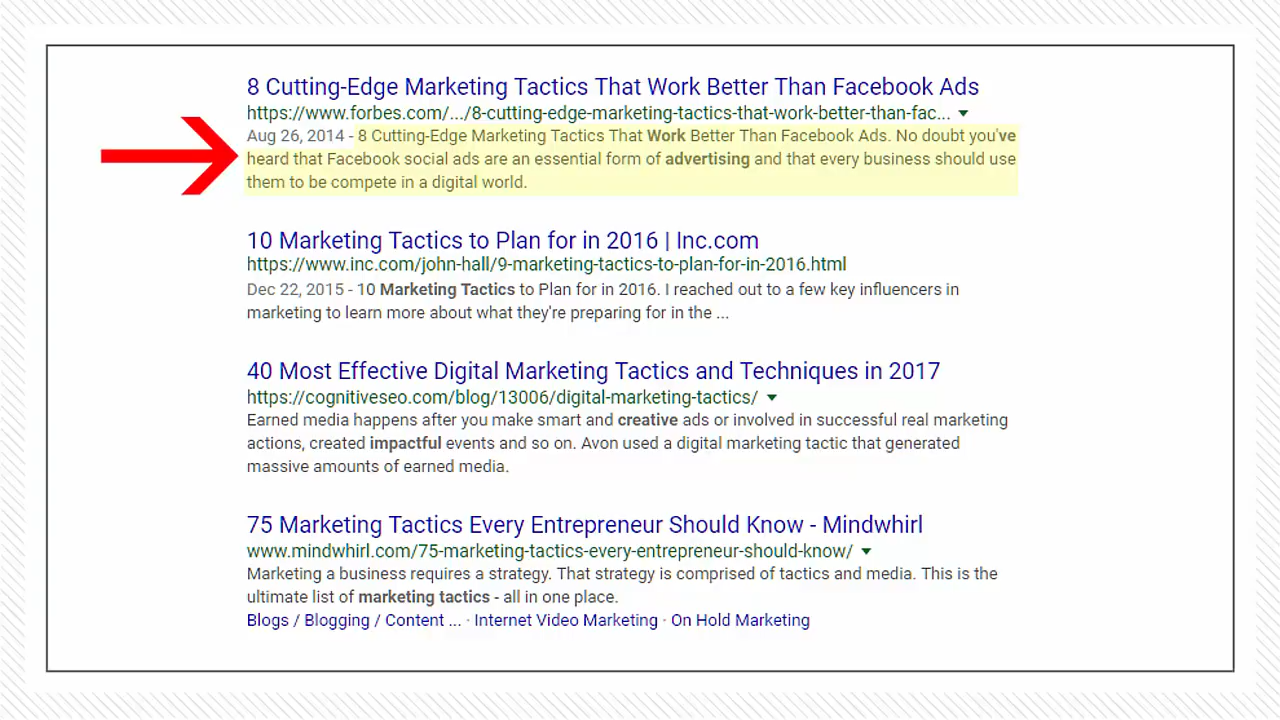 8 Cutting-Edge Marketing Tactics That Work Better Than Facebook Ads
https://www.forbes.com/.../8-cutting-edge-marketing-tactics-that-work-better-than-fac...
Aug 26, 2014 - 8 Cutting-Edge Marketing Tactics That Work Better Than Facebook Ads. No doubt you've
heard that Facebook social ads are an essential form of advertising and that every business should use
them to be compete in a digital world.
10 Marketing Tactics to Plan for in 2016 | Inc.com
https://www.inc.com/john-hall/9-marketing-tactics-to-plan-for-in-2016.html
Dec 22, 2015 - 10 Marketing Tactics to Plan for in 2016. I reached out to a few key influencers in
marketing to learn more about what they're preparing for in the ...
40 Most Effective Digital Marketing Tactics and Techniques in 2017
https://cognitiveseo.com/blog/13006/digital-marketing-tactics/
Earned media happens after you make smart and creative ads or involved in successful real marketing
actions, created impactful events and so on. Avon used a digital marketing tactic that generated
massive amounts of earned media.
75 Marketing Tactics Every Entrepreneur Should Know - Mindwhirl
www.mindwhirl.com/75-marketing-tactics-every-entrepreneur-should-know/
Marketing a business requires a strategy. That strategy is comprised of tactics and media. This is the
ultimate list of marketing tactics - all in one place.
Blogs / Blogging / Content ... · Internet Video Marketing · On Hold Marketing